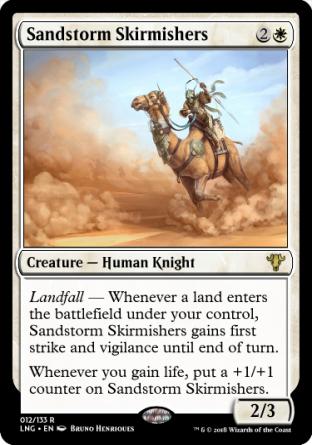 Sandstorm Skirmishers 2
Creature — Human Knight
Landfall — Whenever a land enters
the battlefield under your control,
Sandstorm Skirmishers gains first
strike and vigilance until end of turn.
Whenever you gain life, put a +1/+1
counter on Sandstorm Skirmishers.
2/3
012/133 R
LNG • EN Bruno Henriques
™ & © 2018 Wizards of the Coast